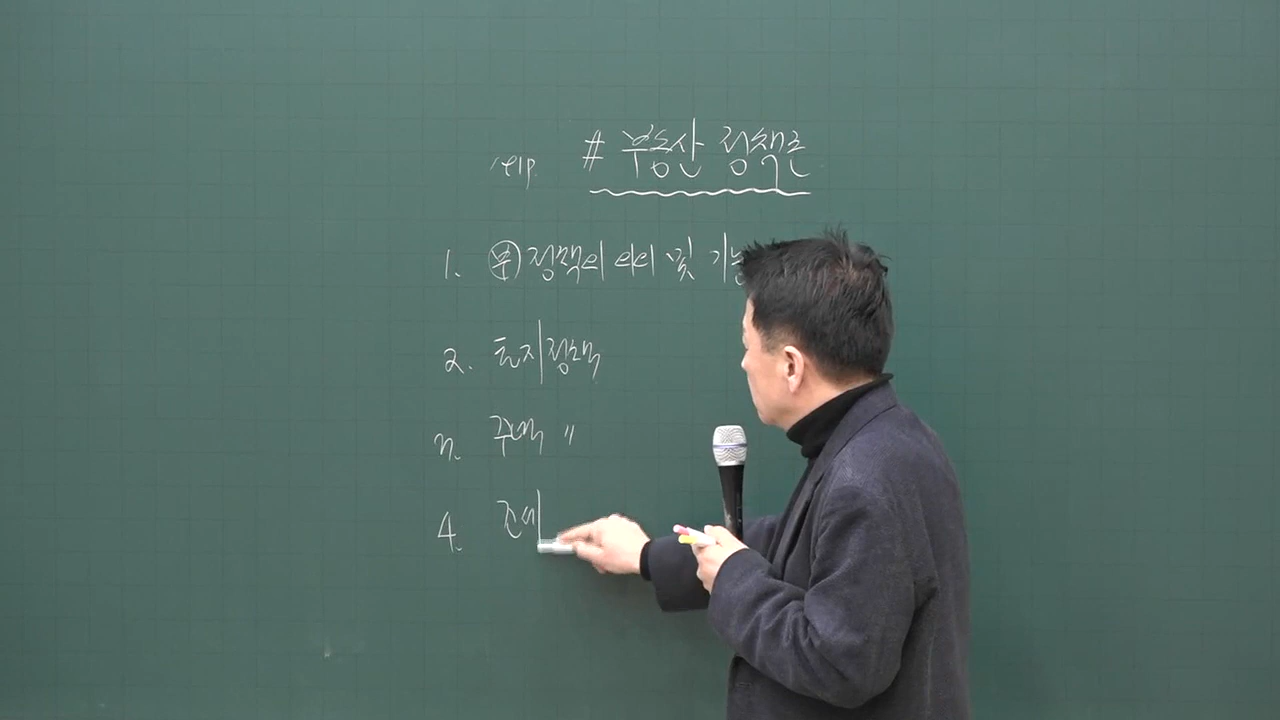 # 부동산 정책론
1. ㊉정책의 의의 및 기능
2. 토지정책
3. 주택 〃
4. 조세